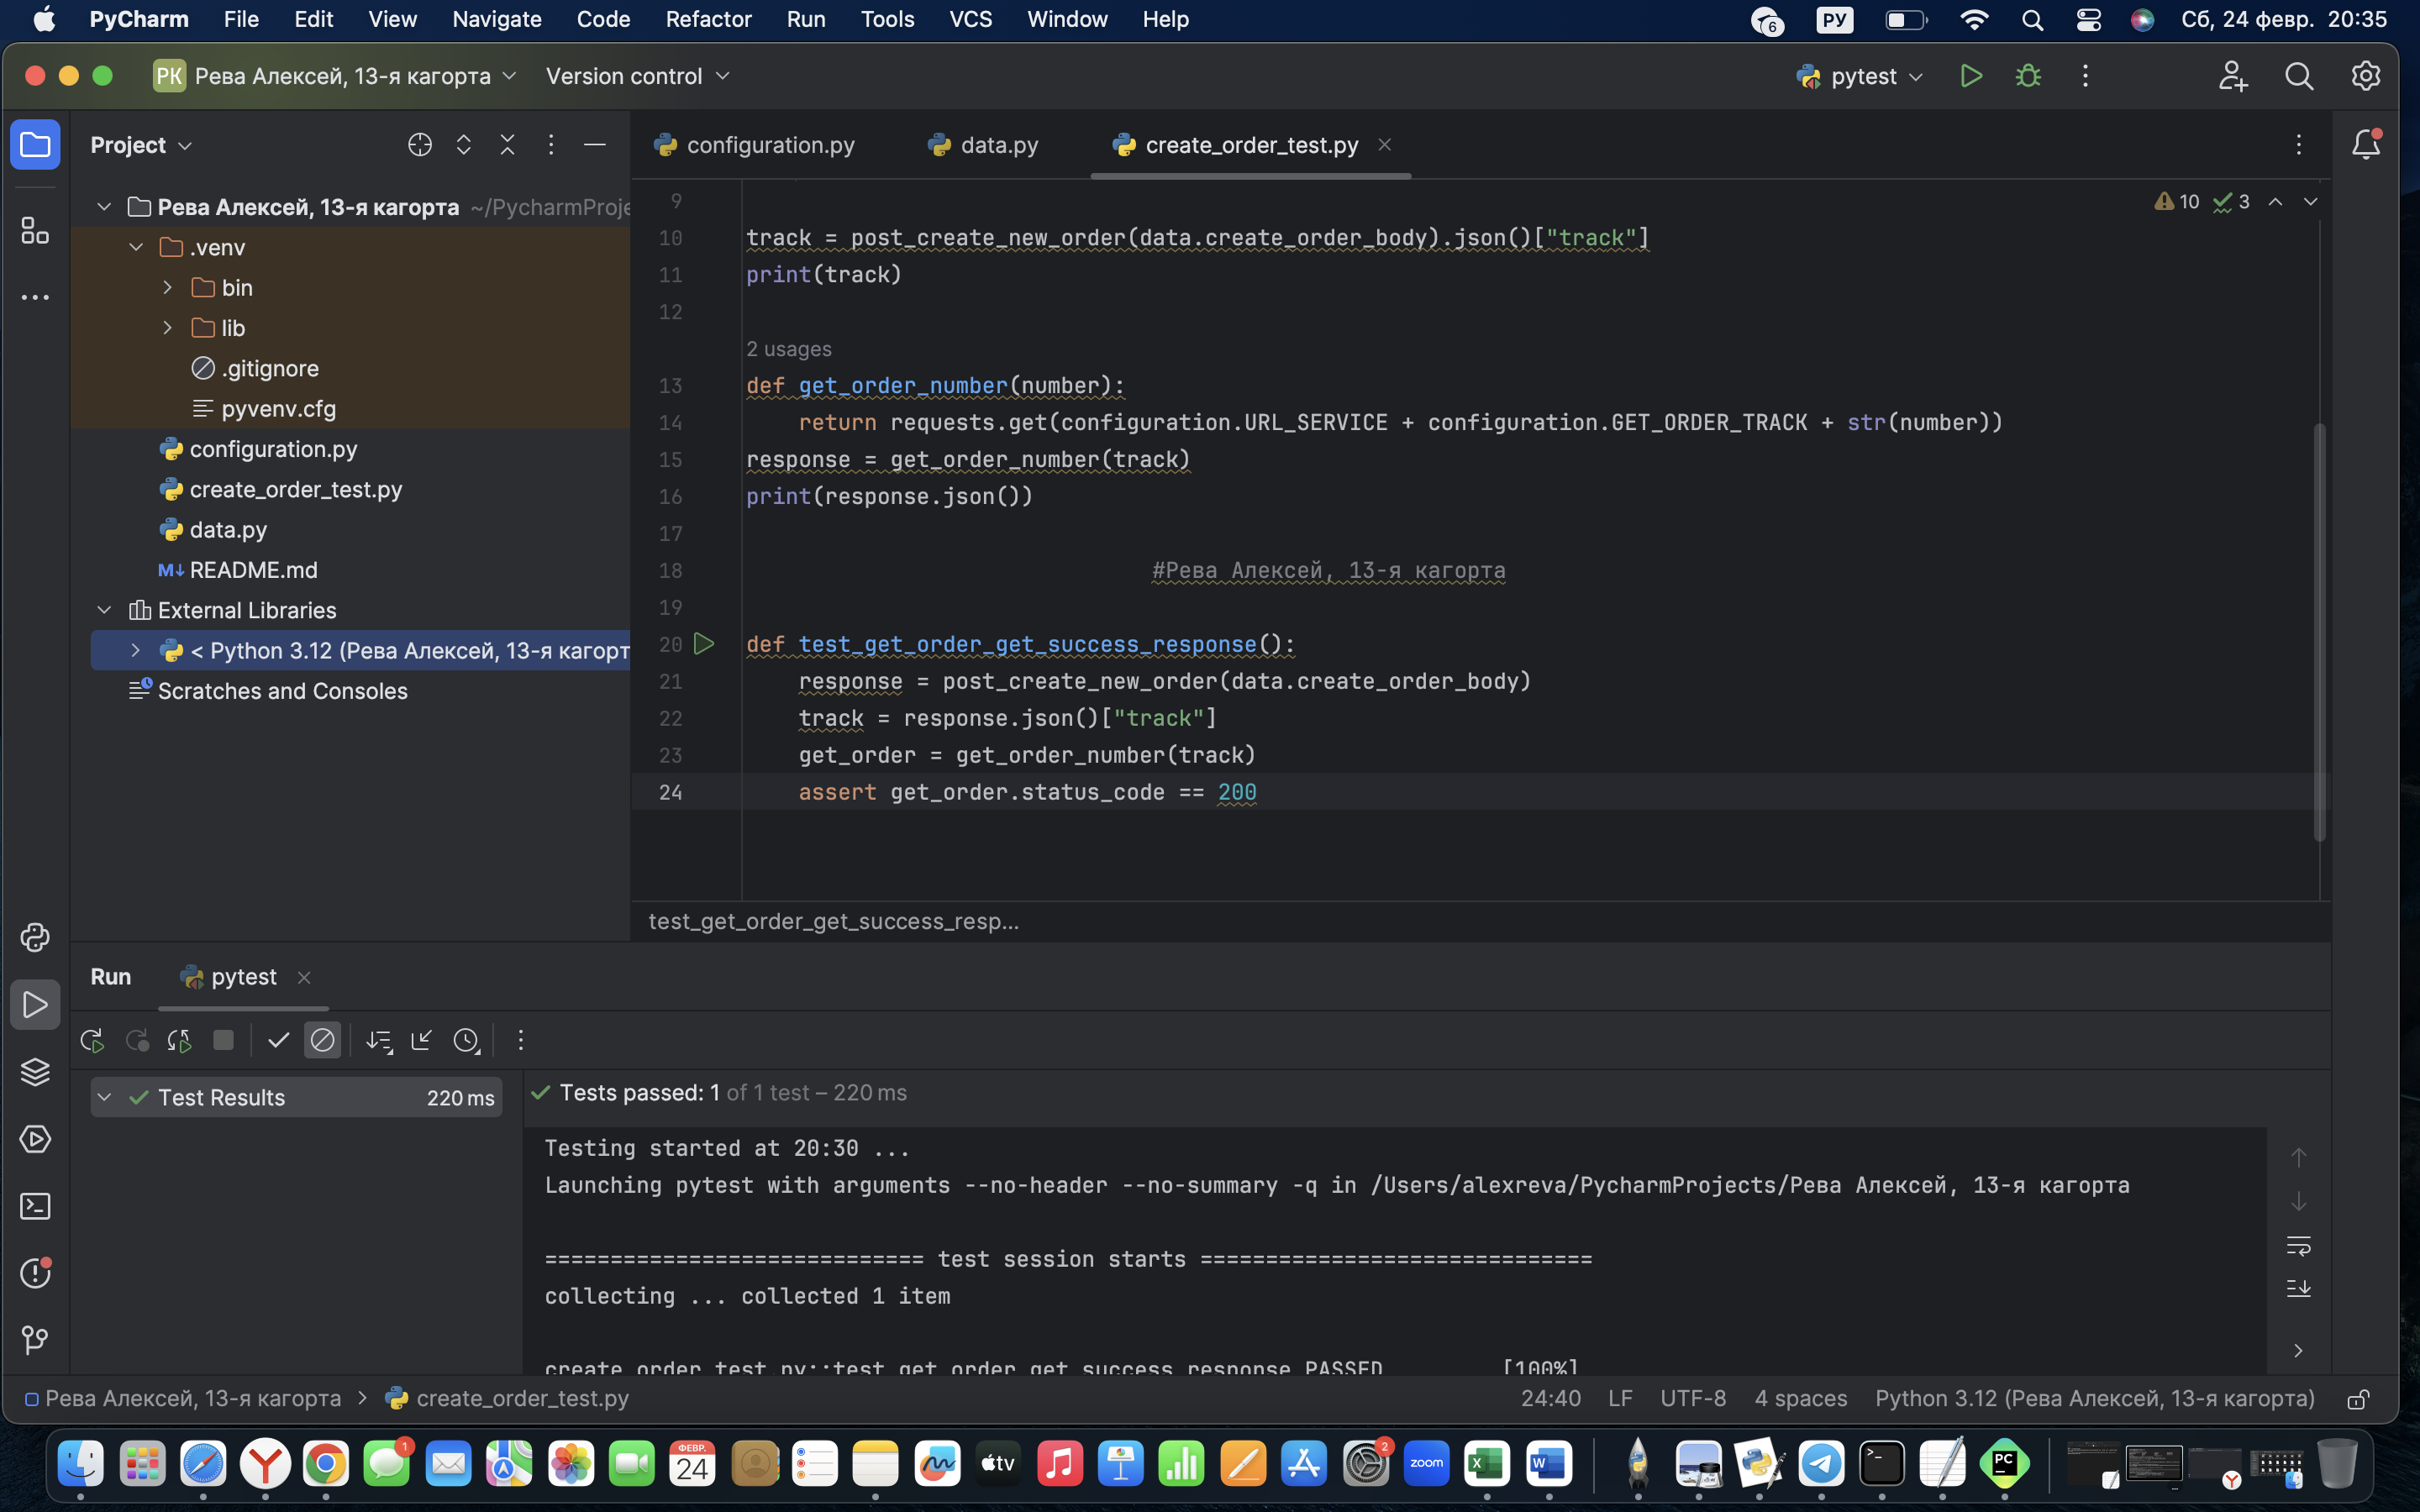 PyCharm File Edit View Navigate Code Refactor Run Tools VCS Window Help 6 РУ Сб, 24 февр. 20:35
PK Рева Алексей, 13-я кагорта Version control pytest
Project
configuration.py data.py create_order_test.py
Рева Алексей, 13-я кагорта ~/PycharmProje
.venv
bin
lib
.gitignore
pyvenv.cfg
configuration.py
create_order_test.py
data.py
M↓ README.md
External Libraries
< Python 3.12 (Рева Алексей, 13-я кагорт
Scratches and Consoles
10 3
9
10 track = post_create_new_order(data.create_order_body).json()["track"]
11 print(track)
12
2 usages
13 def get_order_number(number):
14 return requests.get(configuration.URL_SERVICE + configuration.GET_ORDER_TRACK + str(number))
15 response = get_order_number(track)
16 print(response.json())
17
18 #Рева Алексей, 13-я кагорта
19
20 def test_get_order_get_success_response():
21 response = post_create_new_order(data.create_order_body)
22 track = response.json()["track"]
23 get_order = get_order_number(track)
24 assert get_order.status_code == 200
test_get_order_get_success_resp...
Run pytest
Test Results 220 ms
Tests passed: 1 of 1 test – 220 ms
Testing started at 20:30 ...
Launching pytest with arguments --no-header --no-summary -q in /Users/alexreva/PycharmProjects/Рева Алексей, 13-я кагорта
============================= test session starts ==============================
collecting ... collected 1 item
create_order_test.py::test_get_order_get_success_response PASSED [100%]
Рева Алексей, 13-я кагорта > create_order_test.py 24:40 LF UTF-8 4 spaces Python 3.12 (Рева Алексей, 13-я кагорта)
1 ФЕВР. 24 tv 2 zoom X W PC